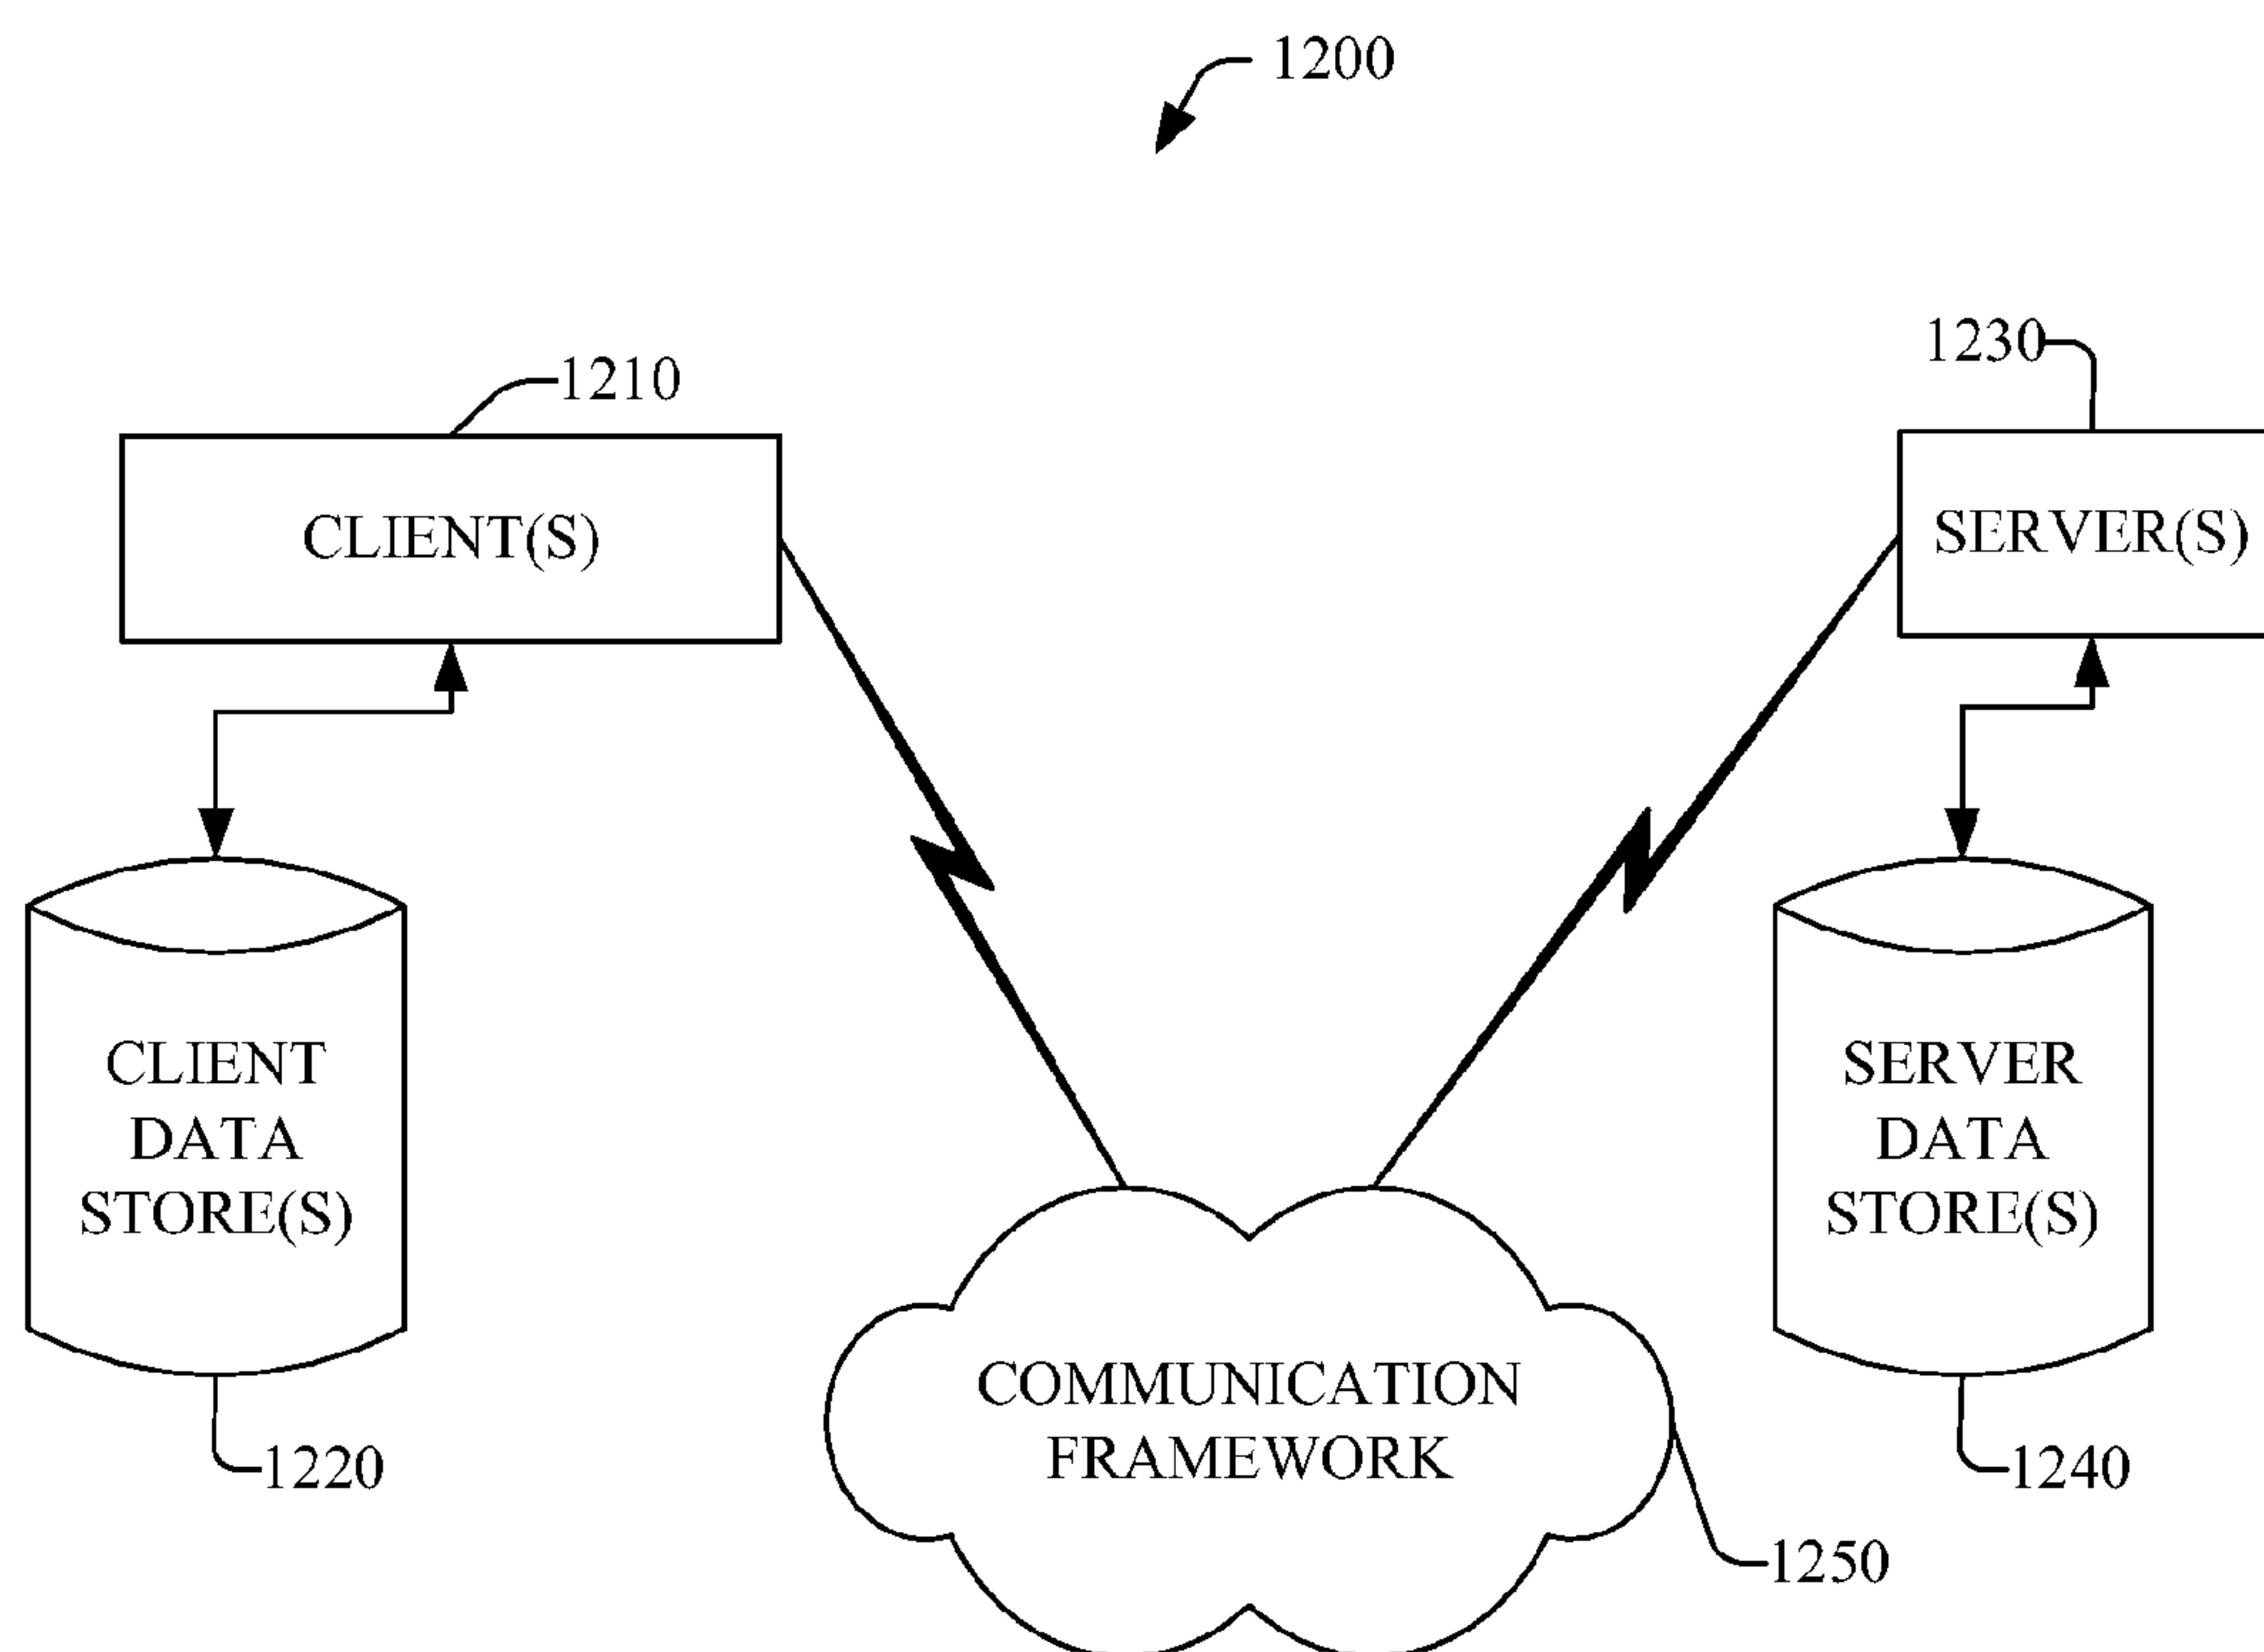 1200
1210
1230
CLIENT(S)
SERVER(S)
CLIENT
DATA
STORE(S)
SERVER
DATA
STORE(S)
COMMUNICATION
FRAMEWORK
1220
1240
1250